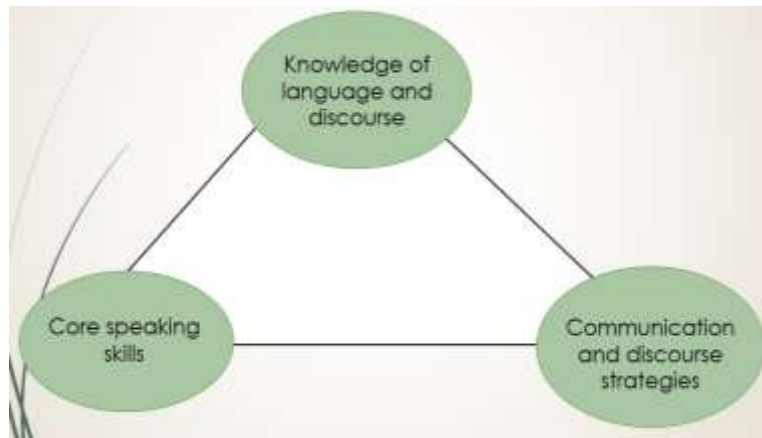 Knowledge of
language and
discourse
Core speaking
skills
Communication
and discourse
strategies